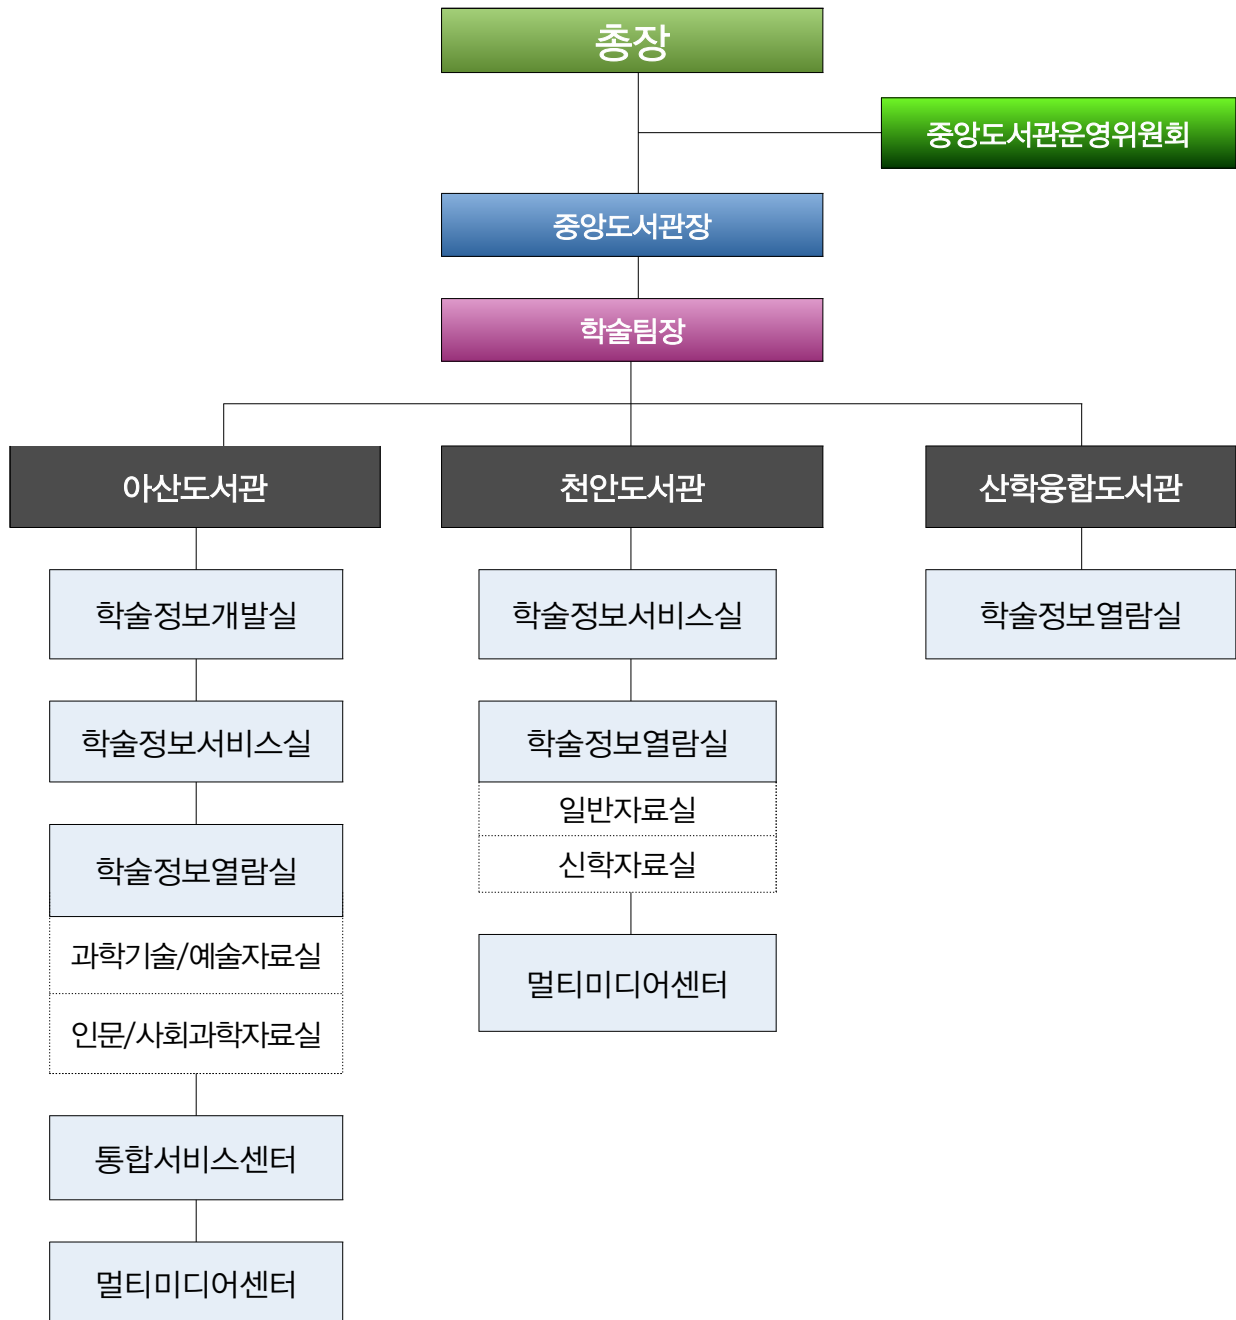 총장
중앙도서관운영위원회
중앙도서관장
학술팀장
아산도서관
천안도서관
산학융합도서관
학술정보개발실
학술정보서비스실
학술정보열람실
과학기술/예술자료실
인문/사회과학자료실
통합서비스센터
멀티미디어센터
학술정보서비스실
학술정보열람실
일반자료실
신학자료실
멀티미디어센터
학술정보열람실